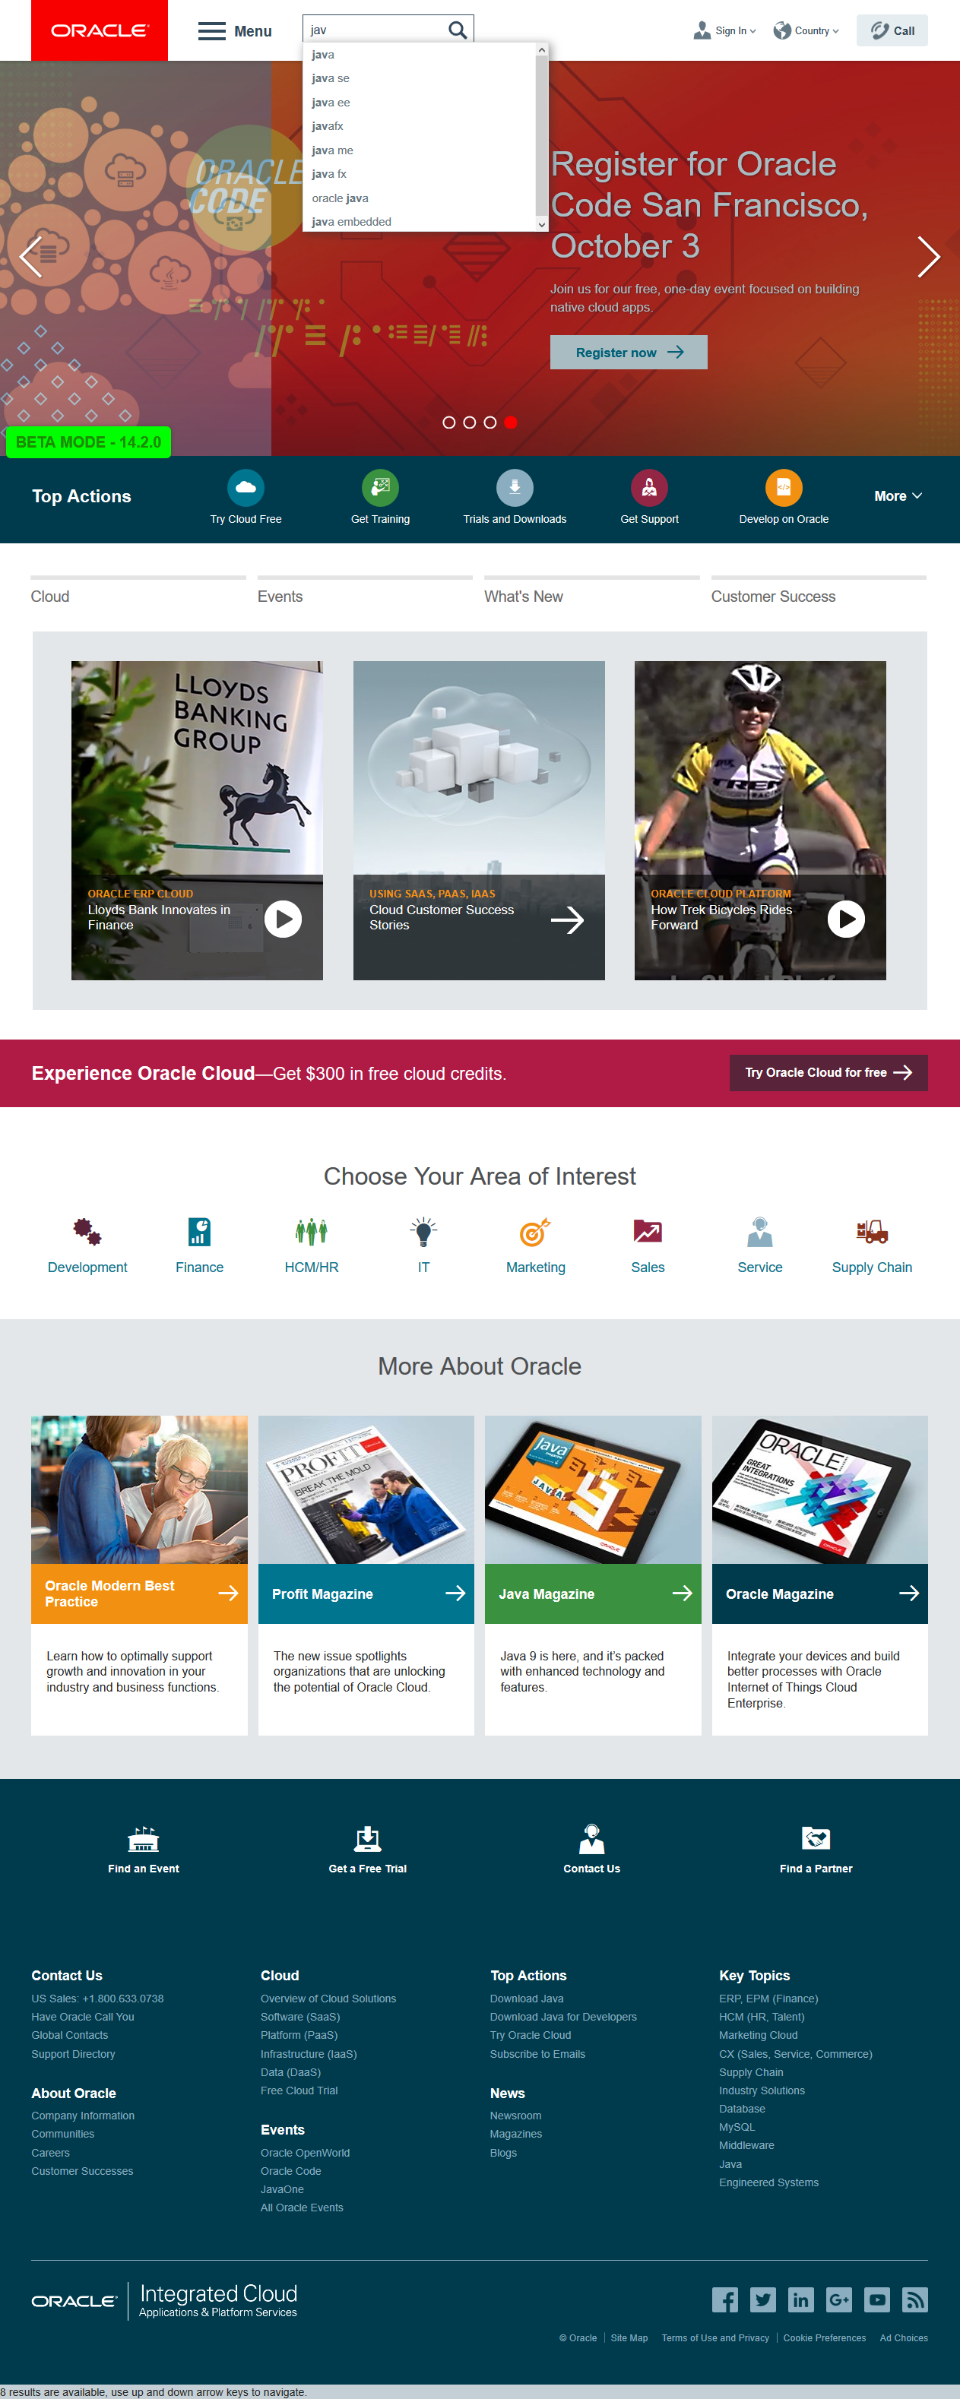 ORACLE
Menu
jav
Sign In
Country
Call
java
java se
java ee
javafx
java me
java fx
oracle java
java embedded
ORACLE
CODE
Register for Oracle
Code San Francisco,
October 3
Join us for our free, one-day event focused on building
native cloud apps.
Register now
BETA MODE - 14.2.0
Top Actions
Try Cloud Free
Get Training
Trials and Downloads
Get Support
Develop on Oracle
More
Cloud
Events
What's New
Customer Success
LLOYDS
BANKING
GROUP
ORACLE ERP CLOUD
Lloyds Bank Innovates in
Finance
USING SAAS, PAAS, IAAS
Cloud Customer Success
Stories
TREK
ORACLE CLOUD PLATFORM
How Trek Bicycles Rides
Forward
Experience Oracle Cloud—Get $300 in free cloud credits.
Try Oracle Cloud for free
Choose Your Area of Interest
Development
Finance
HCM/HR
IT
Marketing
Sales
Service
Supply Chain
More About Oracle
PROFIT
BREAK THE MOLD
java
JAVA
ORACLE
GREAT
INTEGRATIONS
Oracle Modern Best
Practice
Profit Magazine
Java Magazine
Oracle Magazine
Learn how to optimally support
growth and innovation in your
industry and business functions.
The new issue spotlights
organizations that are unlocking
the potential of Oracle Cloud.
Java 9 is here, and it's packed
with enhanced technology and
features.
Integrate your devices and build
better processes with Oracle
Internet of Things Cloud
Enterprise.
Find an Event
Get a Free Trial
Contact Us
Find a Partner
Contact Us
US Sales: +1.800.633.0738
Have Oracle Call You
Global Contacts
Support Directory
About Oracle
Company Information
Communities
Careers
Customer Successes
Cloud
Overview of Cloud Solutions
Software (SaaS)
Platform (PaaS)
Infrastructure (IaaS)
Data (DaaS)
Free Cloud Trial
Events
Oracle OpenWorld
Oracle Code
JavaOne
All Oracle Events
Top Actions
Download Java
Download Java for Developers
Try Oracle Cloud
Subscribe to Emails
News
Newsroom
Magazines
Blogs
Key Topics
ERP, EPM (Finance)
HCM (HR, Talent)
Marketing Cloud
CX (Sales, Service, Commerce)
Supply Chain
Industry Solutions
Database
MySQL
Middleware
Java
Engineered Systems
ORACLE
Integrated Cloud
Applications & Platform Services
© Oracle
Site Map
Terms of Use and Privacy
Cookie Preferences
Ad Choices
8 results are available, use up and down arrow keys to navigate.